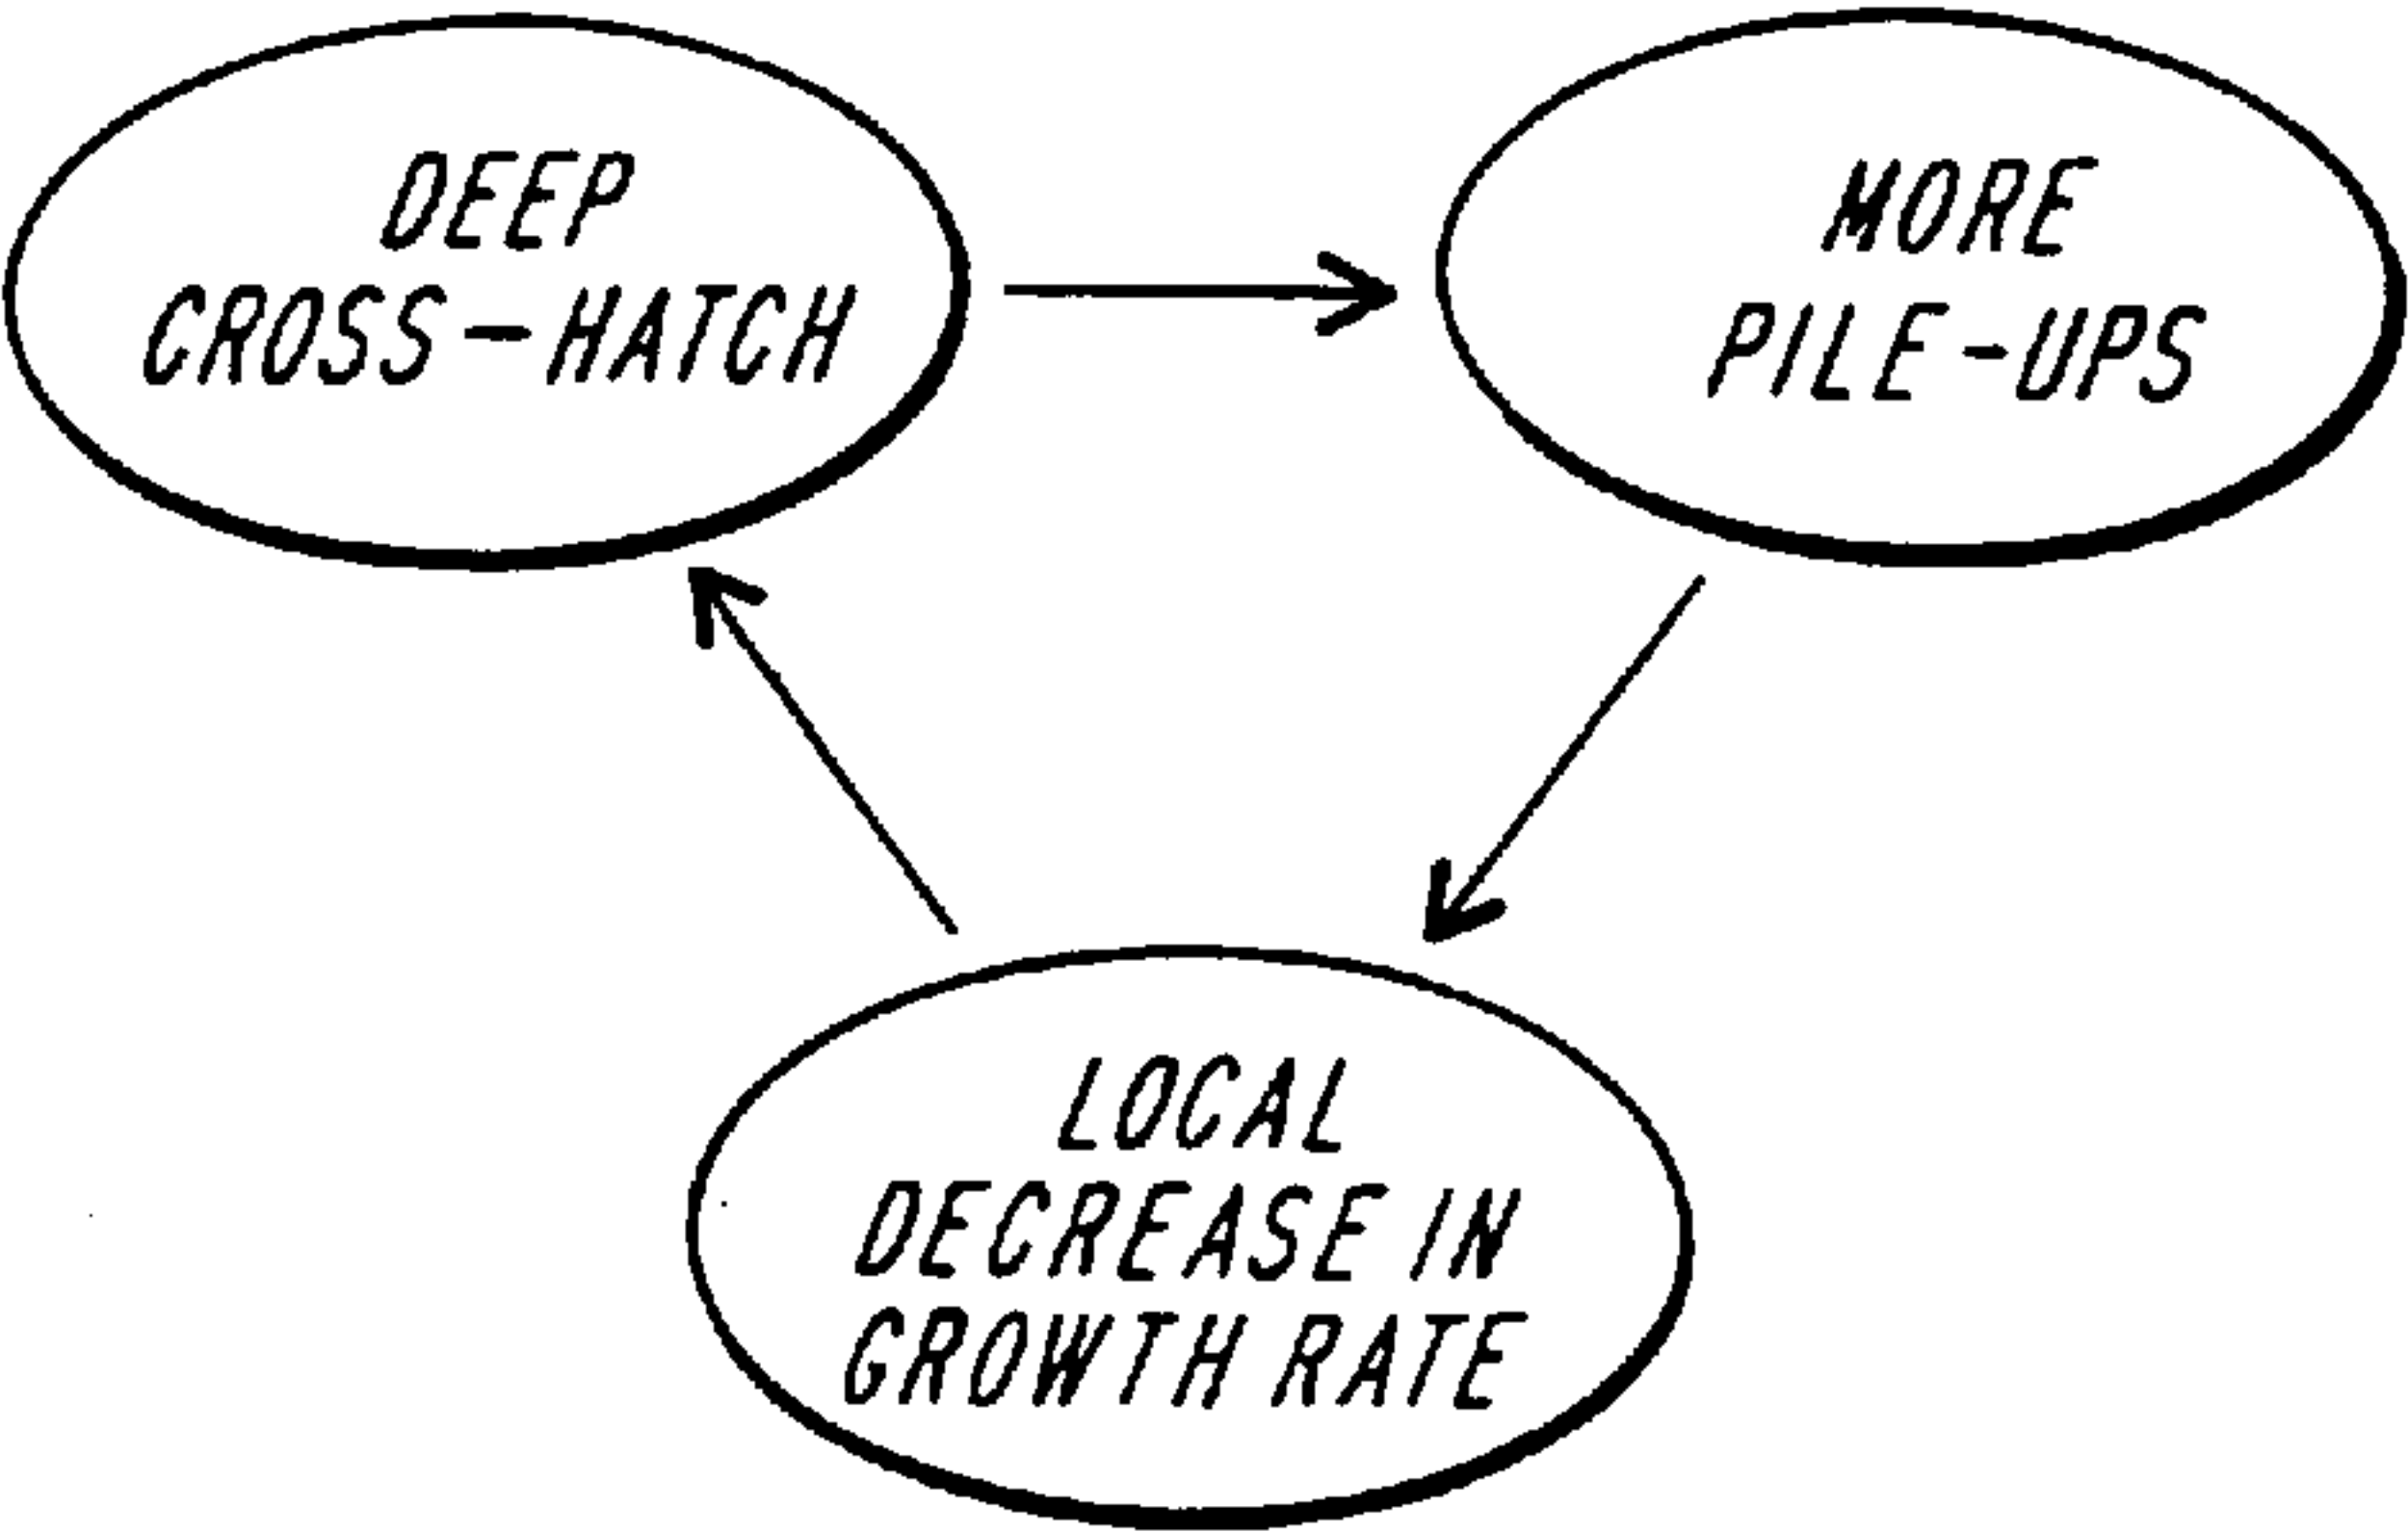 DEEP
CROSS-HATCH
MORE
PILE-UPS
LOCAL
DECREASE IN
GROWTH RATE